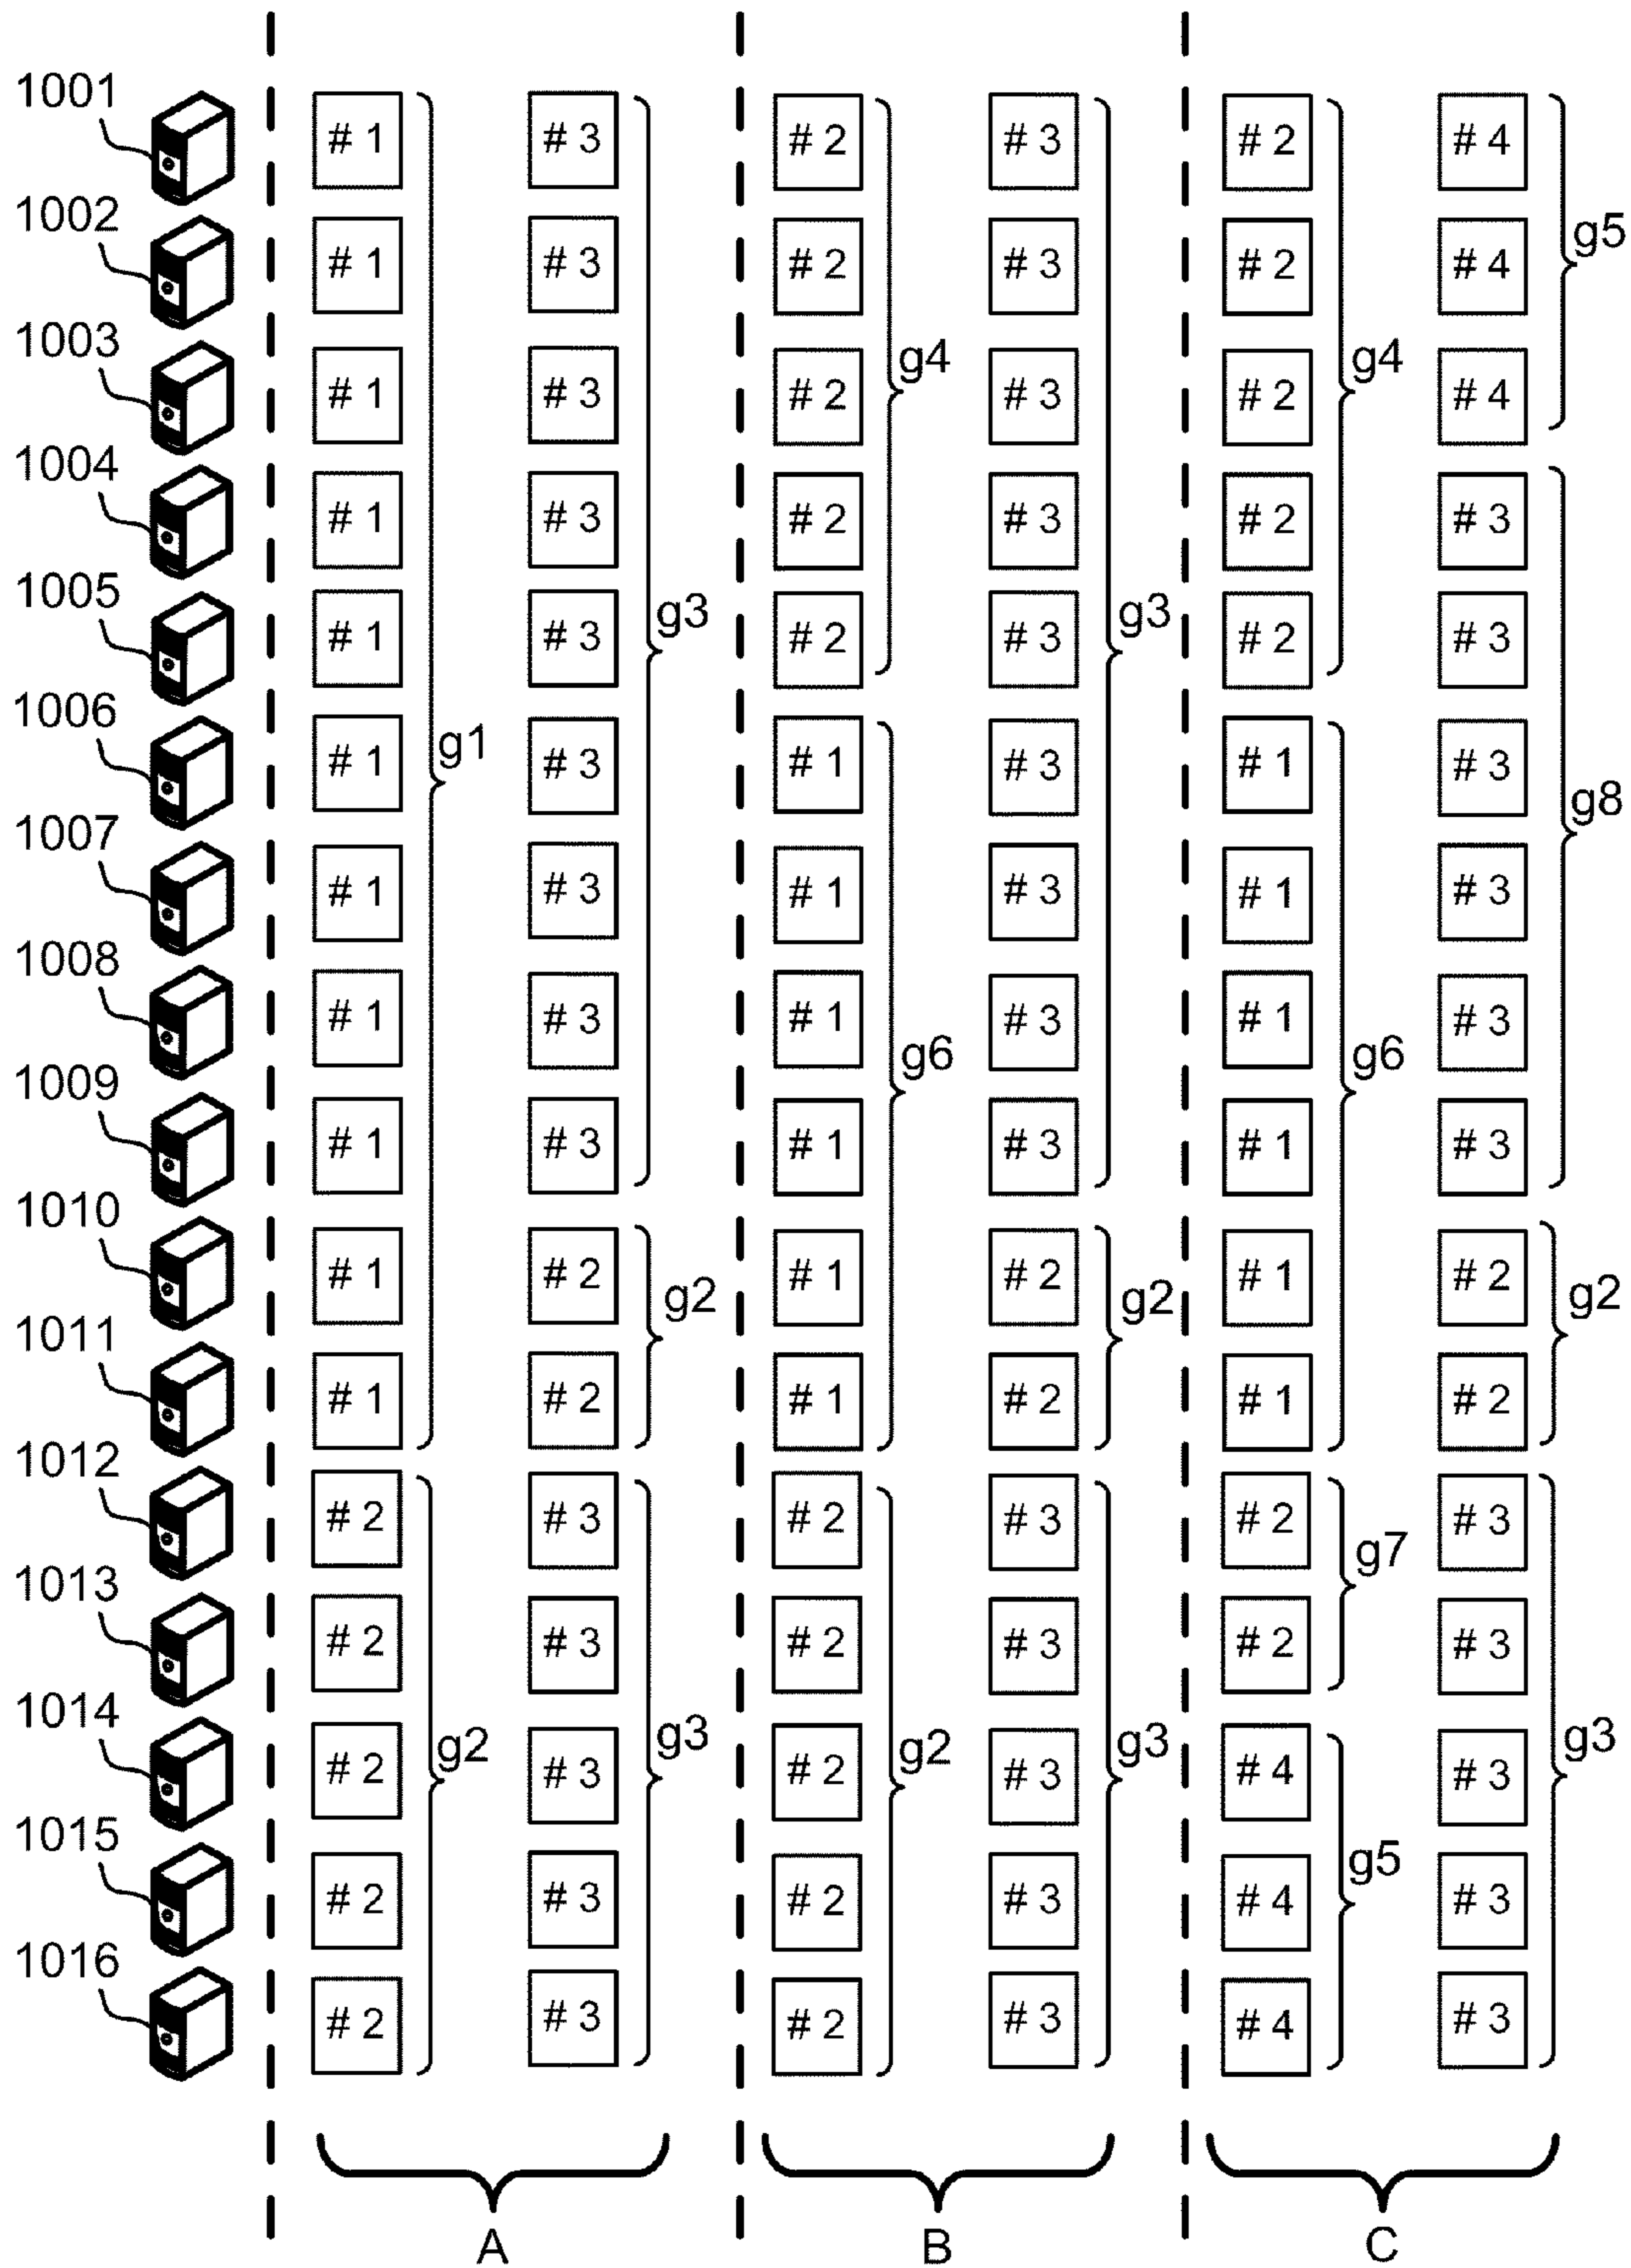 1001 # 1 # 3 # 2 # 3 # 2 # 4
1002 # 1 # 3 # 2 # 3 # 2 # 4 g5
1003 # 1 # 3 # 2 g4 # 3 # 2 g4 # 4
1004 # 1 # 3 # 2 # 3 # 2 # 3
1005 # 1 # 3 g3 # 2 # 3 g3 # 2 # 3
1006 # 1 g1 # 3 # 1 # 3 # 1 # 3 g8
1007 # 1 # 3 # 1 # 3 # 1 # 3
1008 # 1 # 3 # 1 g6 # 3 # 1 g6 # 3
1009 # 1 # 3 # 1 # 3 # 1 # 3
1010 # 1 # 2 g2 # 1 # 2 g2 # 1 # 2 g2
1011 # 1 # 2 # 1 # 2 # 1 # 2
1012 # 2 # 3 # 2 # 3 # 2 g7 # 3
1013 # 2 # 3 # 2 # 3 # 2 # 3
1014 # 2 g2 # 3 g3 # 2 g2 # 3 g3 # 4 # 3 g3
1015 # 2 # 3 # 2 # 3 # 4 g5 # 3
1016 # 2 # 3 # 2 # 3 # 4 # 3
A B C